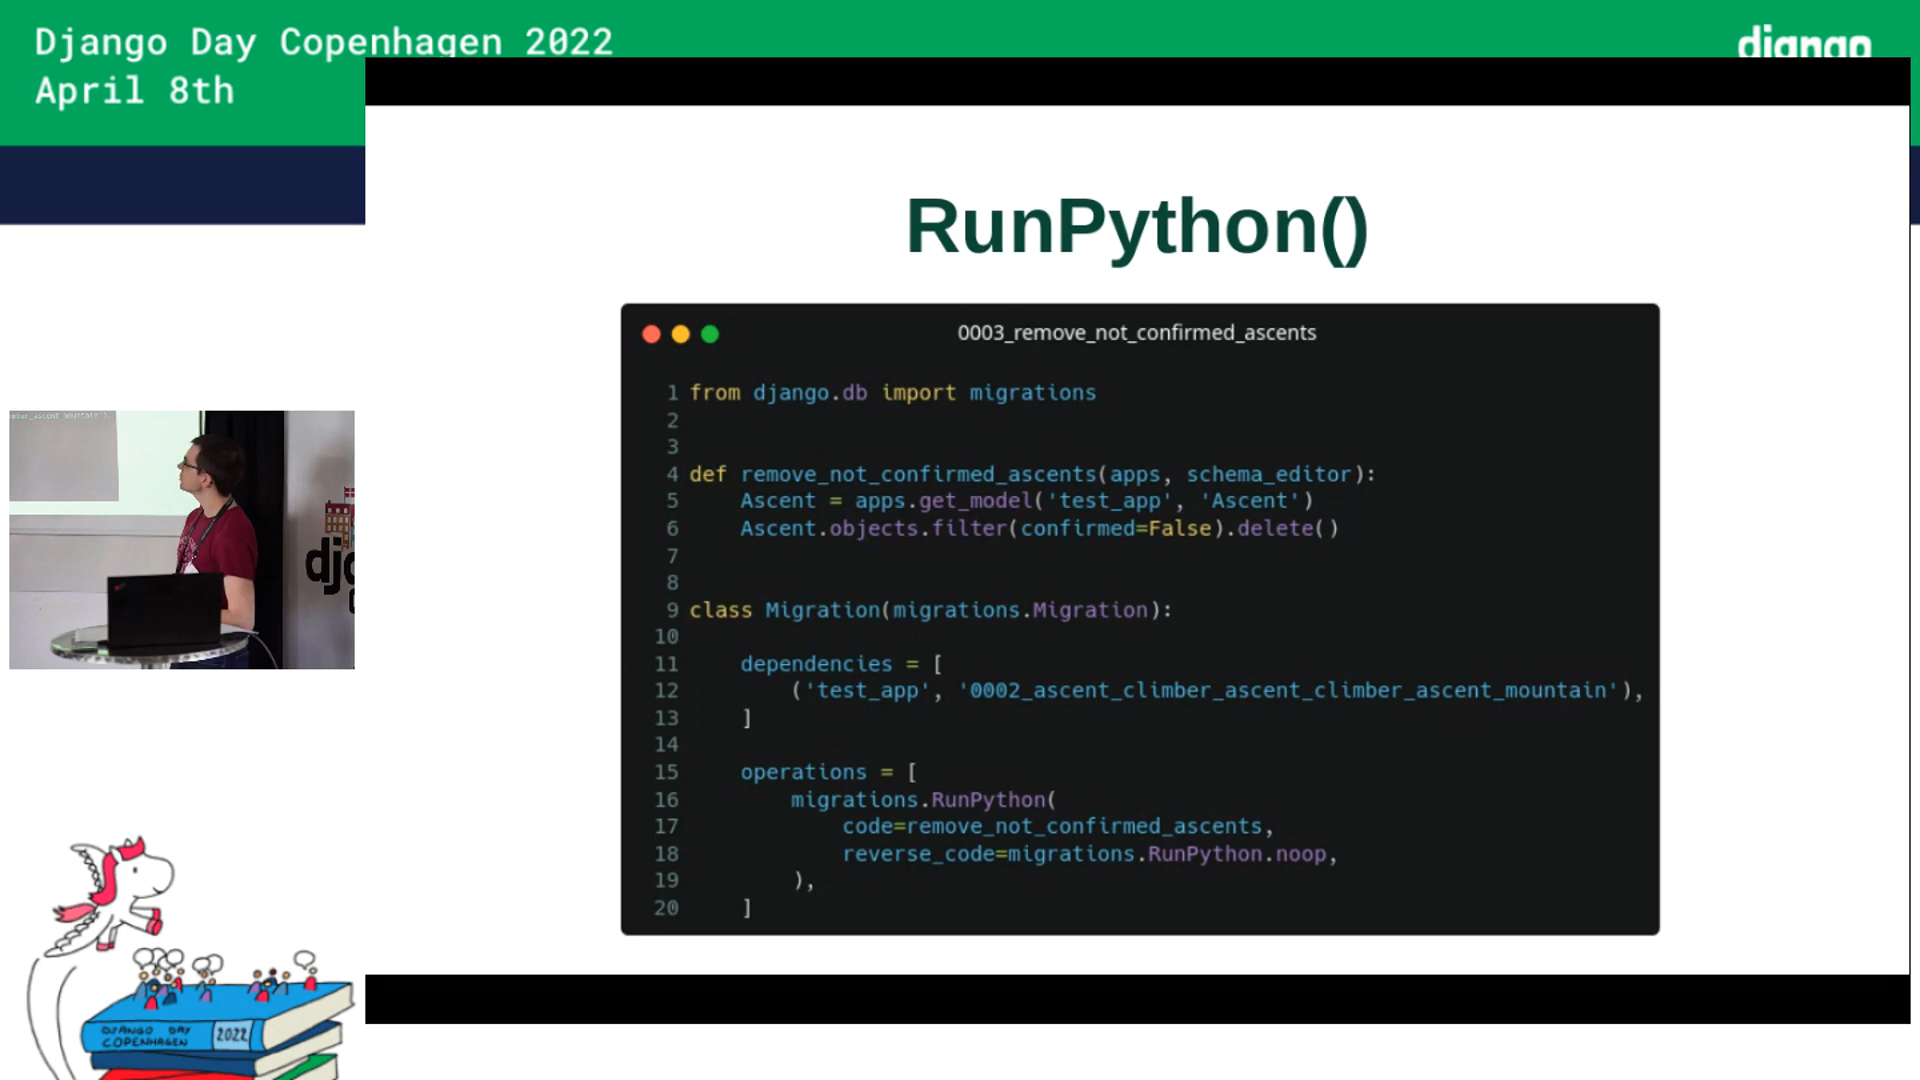 Django Day Copenhagen 2022
April 8th
django
RunPython()
0003_remove_not_confirmed_ascents
1 from django.db import migrations
2
3
4 def remove_not_confirmed_ascents(apps, schema_editor):
5     Ascent = apps.get_model('test_app', 'Ascent')
6     Ascent.objects.filter(confirmed=False).delete()
7
8
9 class Migration(migrations.Migration):
10
11     dependencies = [
12         ('test_app', '0002_ascent_climber_ascent_climber_ascent_mountain'),
13     ]
14
15     operations = [
16         migrations.RunPython(
17             code=remove_not_confirmed_ascents,
18             reverse_code=migrations.RunPython.noop,
19         ),
20     ]
dj
DJANGO DAY
COPENHAGEN
2022